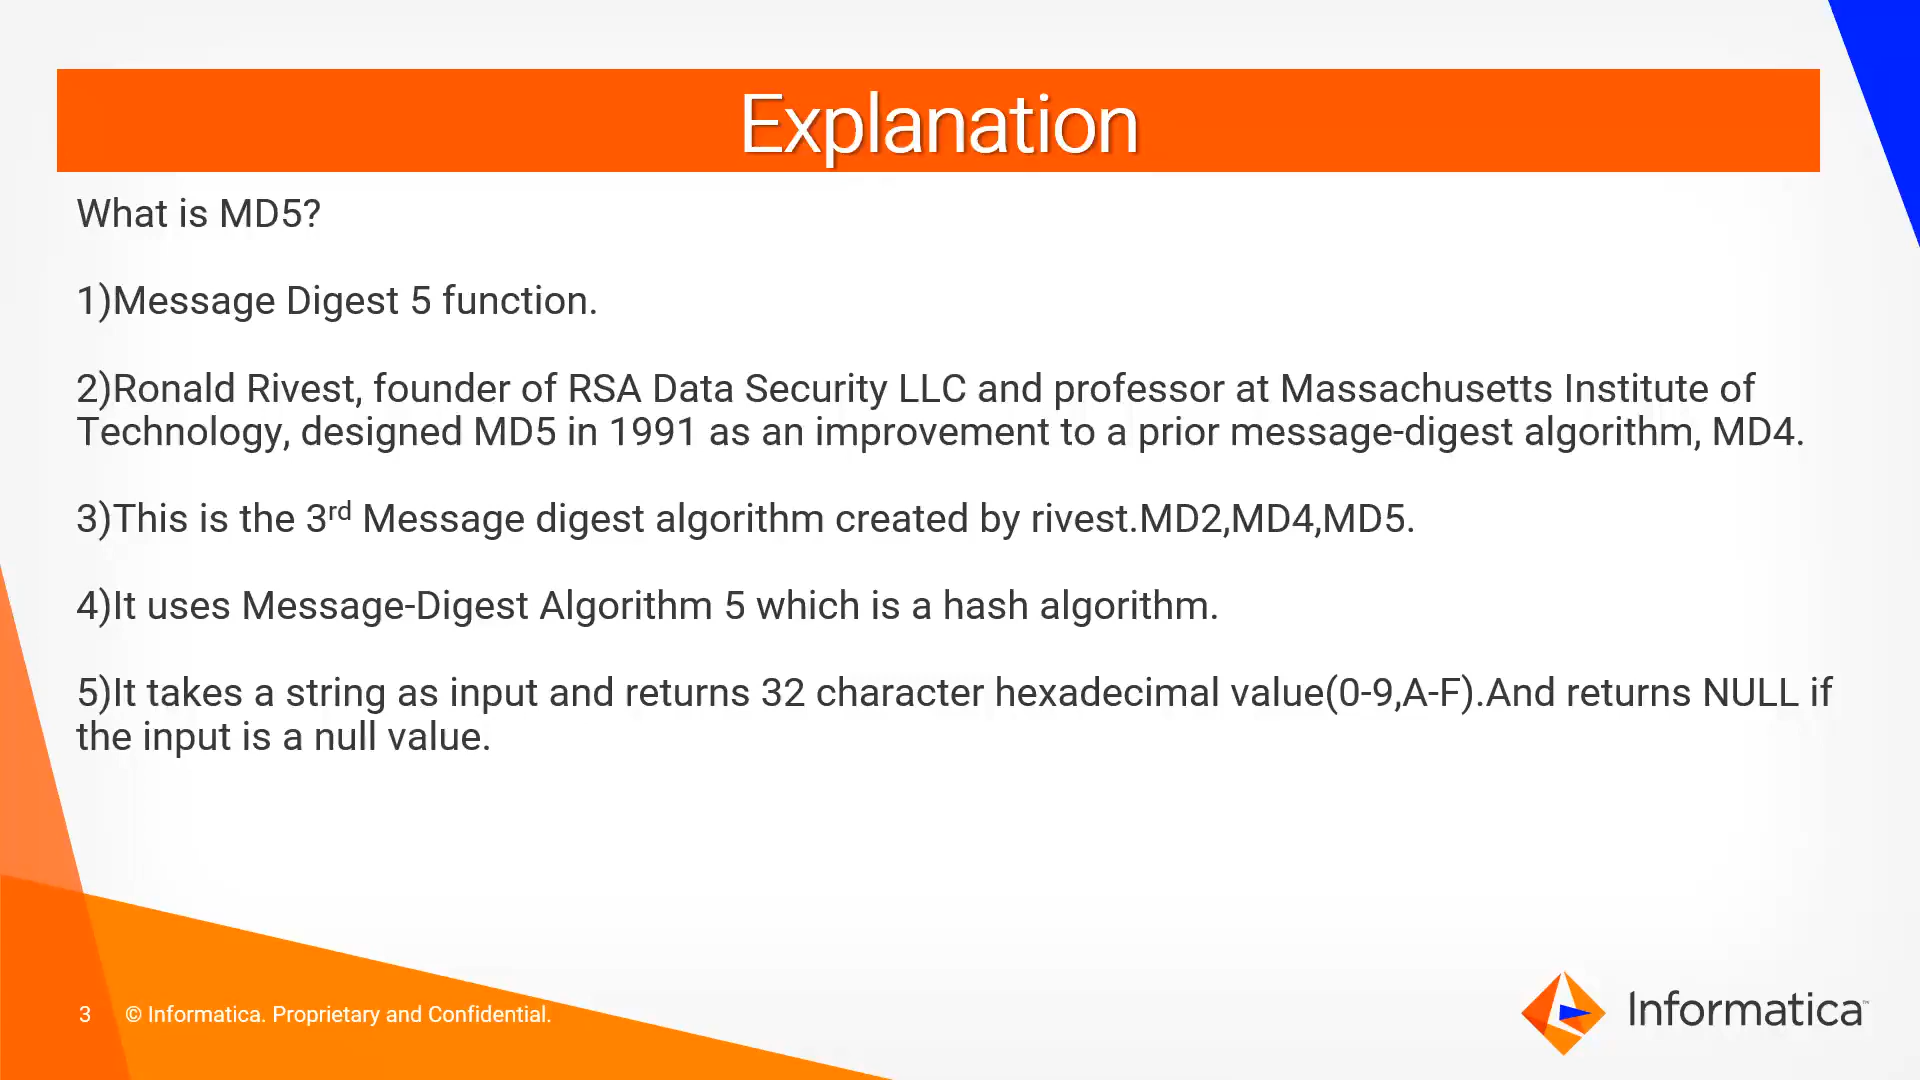 Explanation
What is MD5?
1)Message Digest 5 function.
2)Ronald Rivest, founder of RSA Data Security LLC and professor at Massachusetts Institute of
Technology, designed MD5 in 1991 as an improvement to a prior message-digest algorithm, MD4.
3)This is the 3rd Message digest algorithm created by rivest.MD2,MD4,MD5.
4)It uses Message-Digest Algorithm 5 which is a hash algorithm.
5)It takes a string as input and returns 32 character hexadecimal value(0-9,A-F).And returns NULL if
the input is a null value.
3 © Informatica. Proprietary and Confidential.
Informatica™